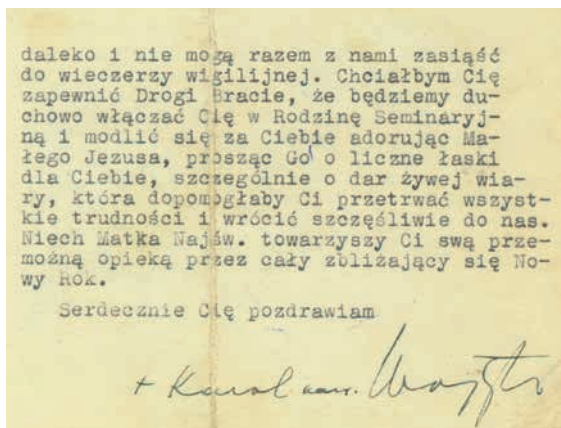 daleko i nie mogą razem z nami zasiąść
do wieczerzy wigilijnej. Chciałbym Cię
zapewnić Drogi Bracie, że będziemy du-
chowo włączać Cię w Rodzinę Seminaryj-
ną i modlić się za Ciebie adorując Ma-
łego Jezusa, prosząc Go o liczne łaski
dla Ciebie, szczególnie o dar żywej wia-
ry, która dopomogłaby Ci przetrwać wszyst-
kie trudności i wrócić szczęśliwie do nas.
Niech Matka Najśw. towarzyszy Ci swą prze-
możną opieką przez cały zbliżający się No-
wy Rok.
Serdecznie Cię pozdrawiam
+ Karol kard. Wojtyła